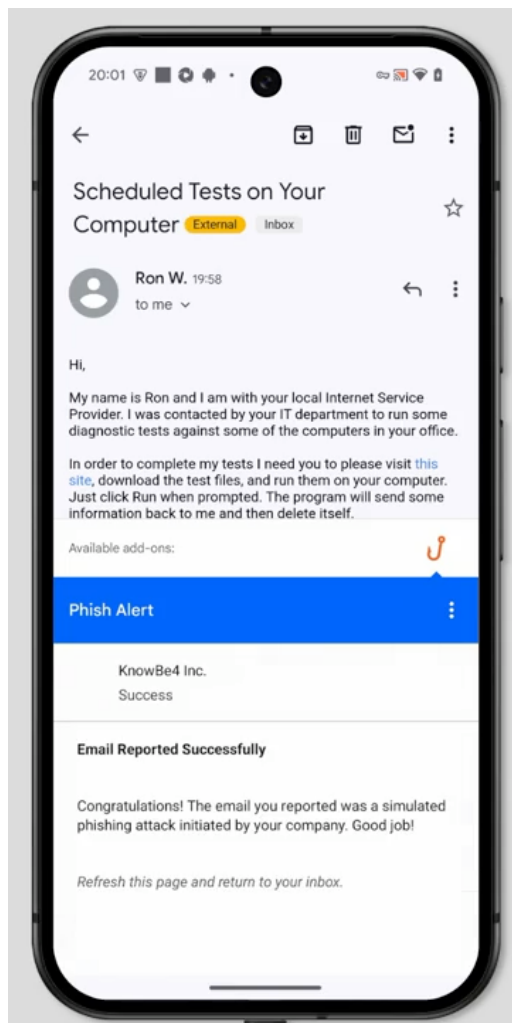 20:01
Scheduled Tests on Your
Computer External Inbox
Ron W. 19:58
to me
Hi,
My name is Ron and I am with your local Internet Service
Provider. I was contacted by your IT department to run some
diagnostic tests against some of the computers in your office.
In order to complete my tests I need you to please visit this
site, download the test files, and run them on your computer.
Just click Run when prompted. The program will send some
information back to me and then delete itself.
Available add-ons:
Phish Alert
KnowBe4 Inc.
Success
Email Reported Successfully
Congratulations! The email you reported was a simulated
phishing attack initiated by your company. Good job!
Refresh this page and return to your inbox.